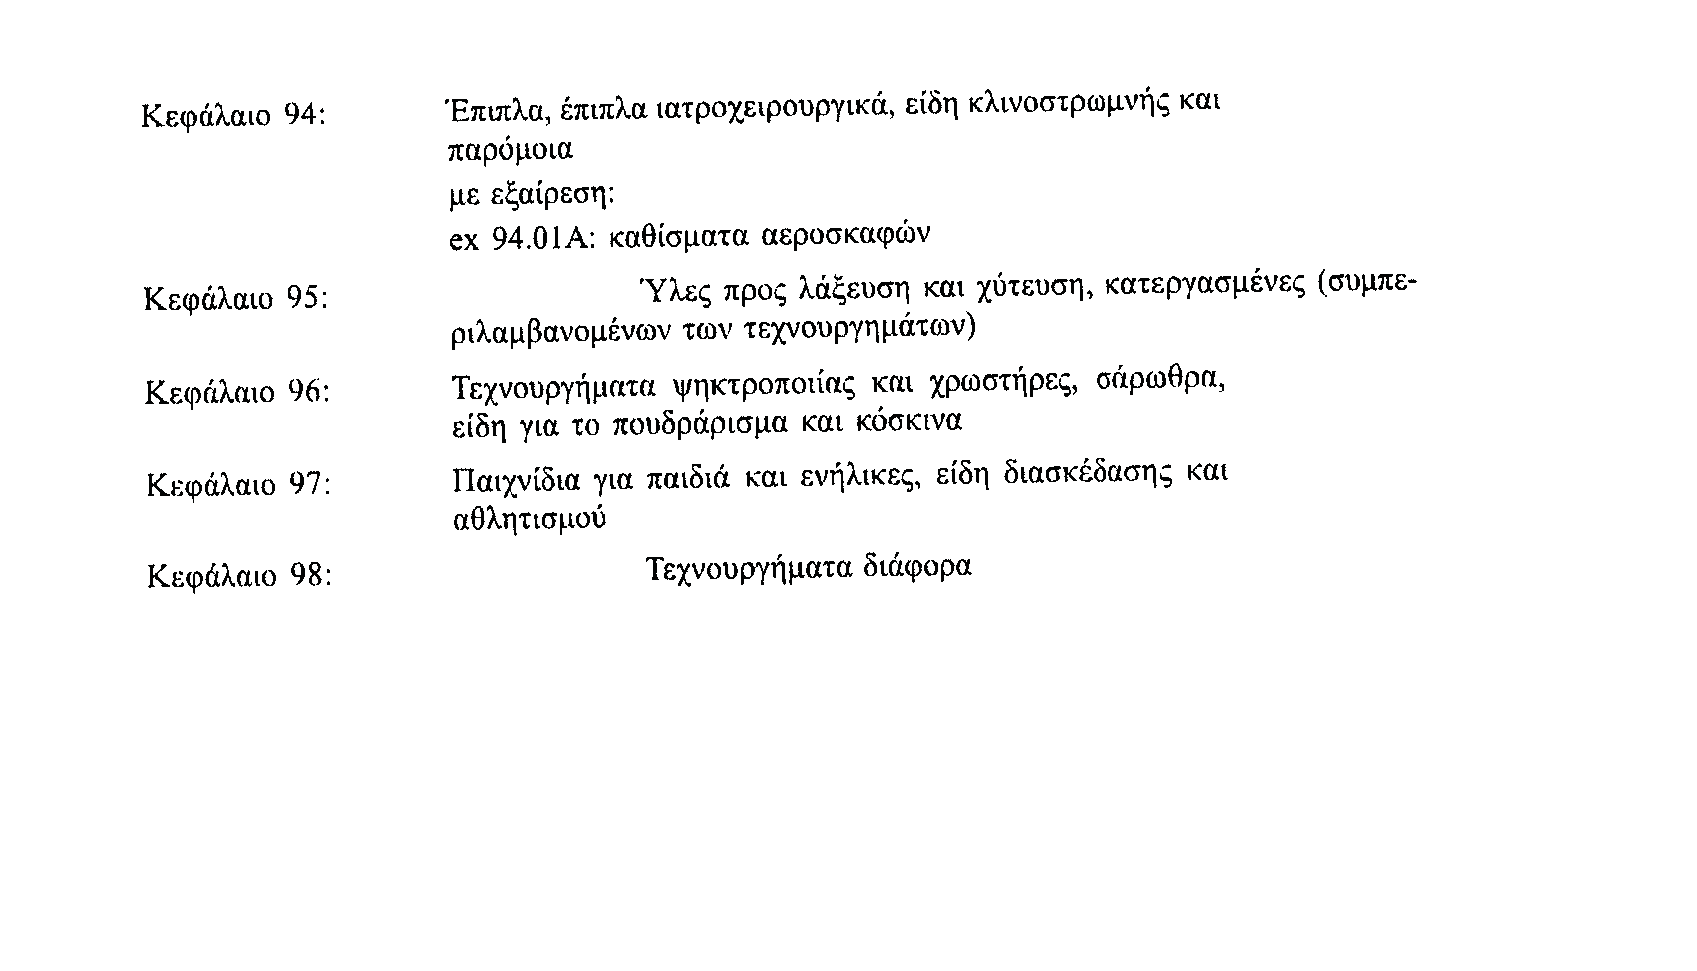 Κεφάλαιο 94: Έπιπλα, έπιπλα ιατροχειρουργικά, είδη κλινοστρωμνής και
παρόμοια
με εξαίρεση:
ex 94.01A: καθίσματα αεροσκαφών
Κεφάλαιο 95: Ύλες προς λάξευση και χύτευση, κατεργασμένες (συμπε-
ριλαμβανομένων των τεχνουργημάτων)
Κεφάλαιο 96: Τεχνουργήματα ψηκτροποιίας και χρωστήρες, σάρωθρα,
είδη για το πουδράρισμα και κόσκινα
Κεφάλαιο 97: Παιχνίδια για παιδιά και ενήλικες, είδη διασκέδασης και
αθλητισμού
Κεφάλαιο 98: Τεχνουργήματα διάφορα